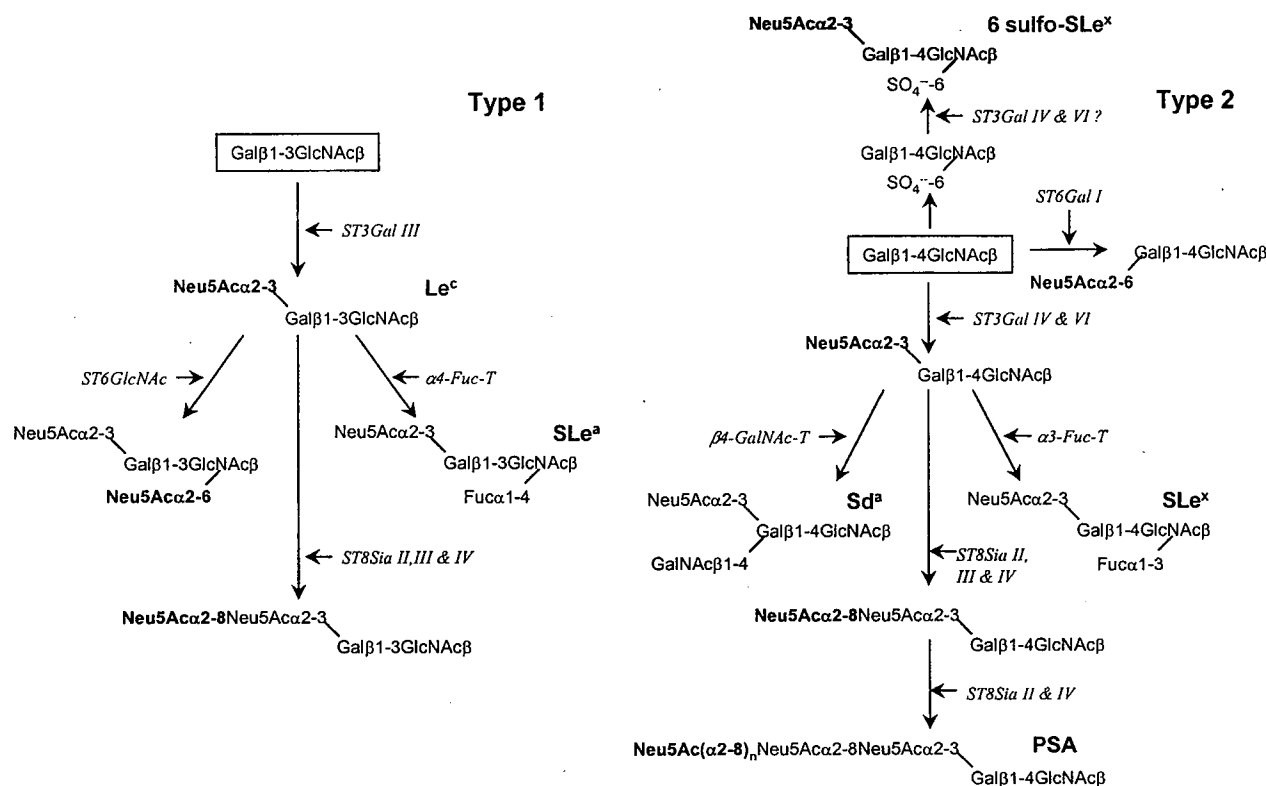 Type 1
Galβ1-3GlcNAcβ
ST3Gal III
Neu5Acα2-3
Leᶜ
Galβ1-3GlcNAcβ
ST6GlcNAc
α4-Fuc-T
Neu5Acα2-3
Galβ1-3GlcNAcβ
Neu5Acα2-6
Neu5Acα2-3
SLeᵃ
Galβ1-3GlcNAcβ
Fucα1-4
ST8Sia II,III & IV
Neu5Acα2-8Neu5Acα2-3
Galβ1-3GlcNAcβ
Neu5Acα2-3
6 sulfo-SLeˣ
Galβ1-4GlcNAcβ
SO₄⁻⁻-6
Type 2
ST3Gal IV & VI ?
Galβ1-4GlcNAcβ
SO₄⁻⁻-6
ST6Gal I
Galβ1-4GlcNAcβ
Galβ1-4GlcNAcβ
Neu5Acα2-6
ST3Gal IV & VI
Neu5Acα2-3
Galβ1-4GlcNAcβ
β4-GalNAc-T
α3-Fuc-T
Neu5Acα2-3
Sdᵃ
Galβ1-4GlcNAcβ
GalNAcβ1-4
Neu5Acα2-3
SLeˣ
Galβ1-4GlcNAcβ
Fucα1-3
ST8Sia II,
III & IV
Neu5Acα2-8Neu5Acα2-3
Galβ1-4GlcNAcβ
ST8Sia II & IV
Neu5Ac(α2-8)ₙNeu5Acα2-8Neu5Acα2-3
PSA
Galβ1-4GlcNAcβ